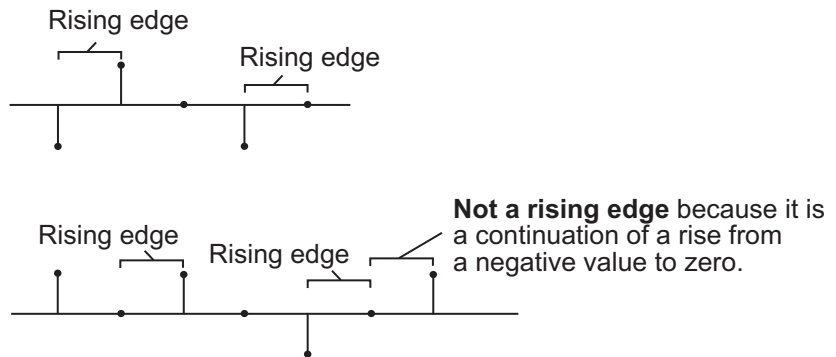 Rising edge
Rising edge
Not a rising edge because it is
a continuation of a rise from
a negative value to zero.
Rising edge
Rising edge